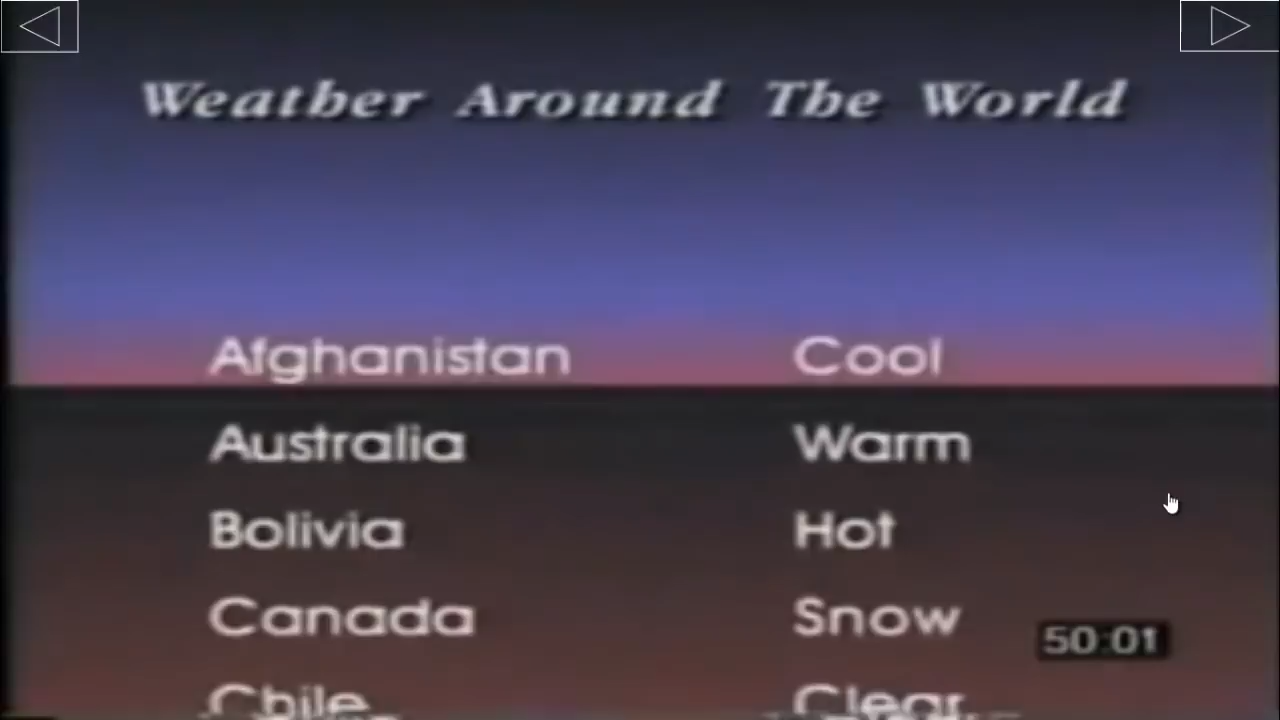 Weather Around The World
Afghanistan Cool
Australia Warm
Bolivia Hot
Canada Snow
50:01
Chile Clear